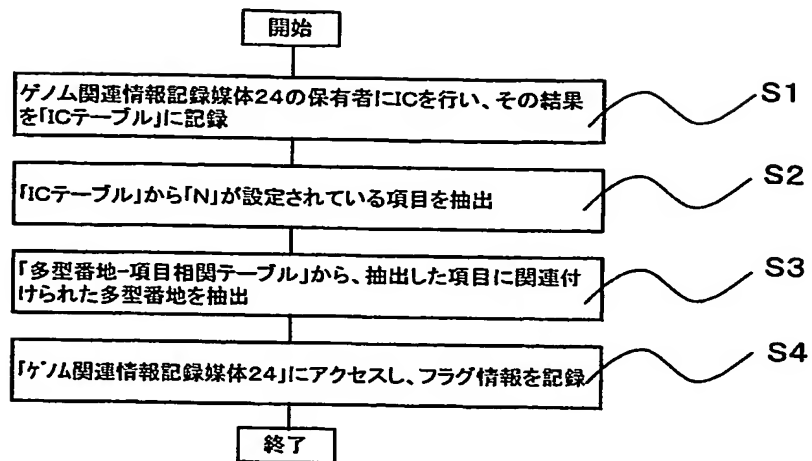 開始
ゲノム関連情報記録媒体24の保有者にICを行い、その結果
を「ICテーブル」に記録
S1
「ICテーブル」から「N」が設定されている項目を抽出
S2
「多型番地-項目相関テーブル」から、抽出した項目に関連付
けられた多型番地を抽出
S3
「ゲノム関連情報記録媒体24」にアクセスし、フラグ情報を記録
S4
終了